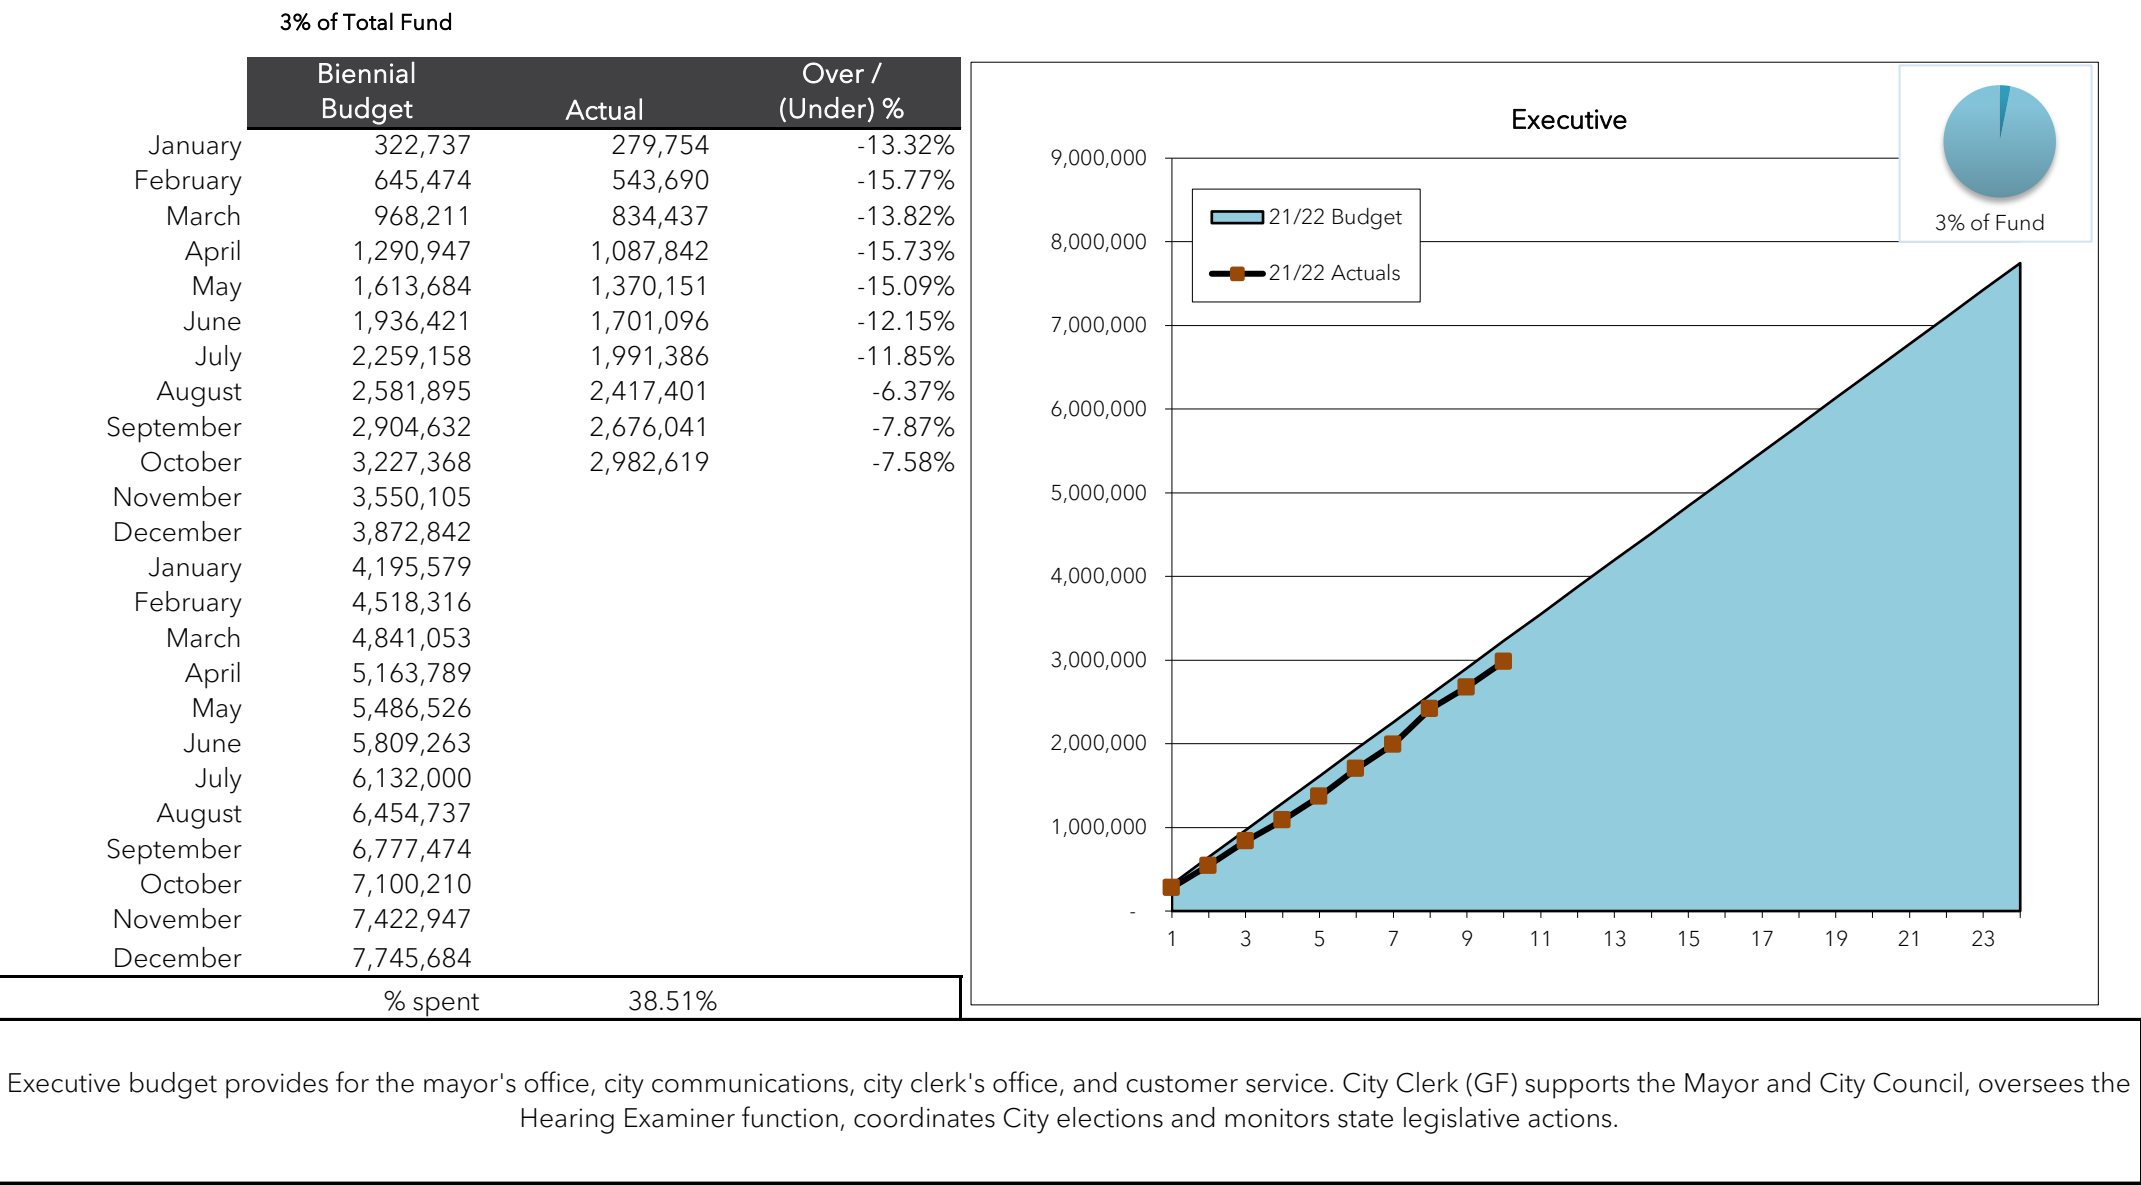 3% of Total Fund
Biennial Budget Actual Over / (Under) %
January 322,737 279,754 -13.32%
February 645,474 543,690 -15.77%
March 968,211 834,437 -13.82%
April 1,290,947 1,087,842 -15.73%
May 1,613,684 1,370,151 -15.09%
June 1,936,421 1,701,096 -12.15%
July 2,259,158 1,991,386 -11.85%
August 2,581,895 2,417,401 -6.37%
September 2,904,632 2,676,041 -7.87%
October 3,227,368 2,982,619 -7.58%
November 3,550,105
December 3,872,842
January 4,195,579
February 4,518,316
March 4,841,053
April 5,163,789
May 5,486,526
June 5,809,263
July 6,132,000
August 6,454,737
September 6,777,474
October 7,100,210
November 7,422,947
December 7,745,684
% spent 38.51%
Executive
3% of Fund
21/22 Budget
21/22 Actuals
9,000,000
8,000,000
7,000,000
6,000,000
5,000,000
4,000,000
3,000,000
2,000,000
1,000,000
-
1 3 5 7 9 11 13 15 17 19 21 23
Executive budget provides for the mayor's office, city communications, city clerk's office, and customer service. City Clerk (GF) supports the Mayor and City Council, oversees the
Hearing Examiner function, coordinates City elections and monitors state legislative actions.